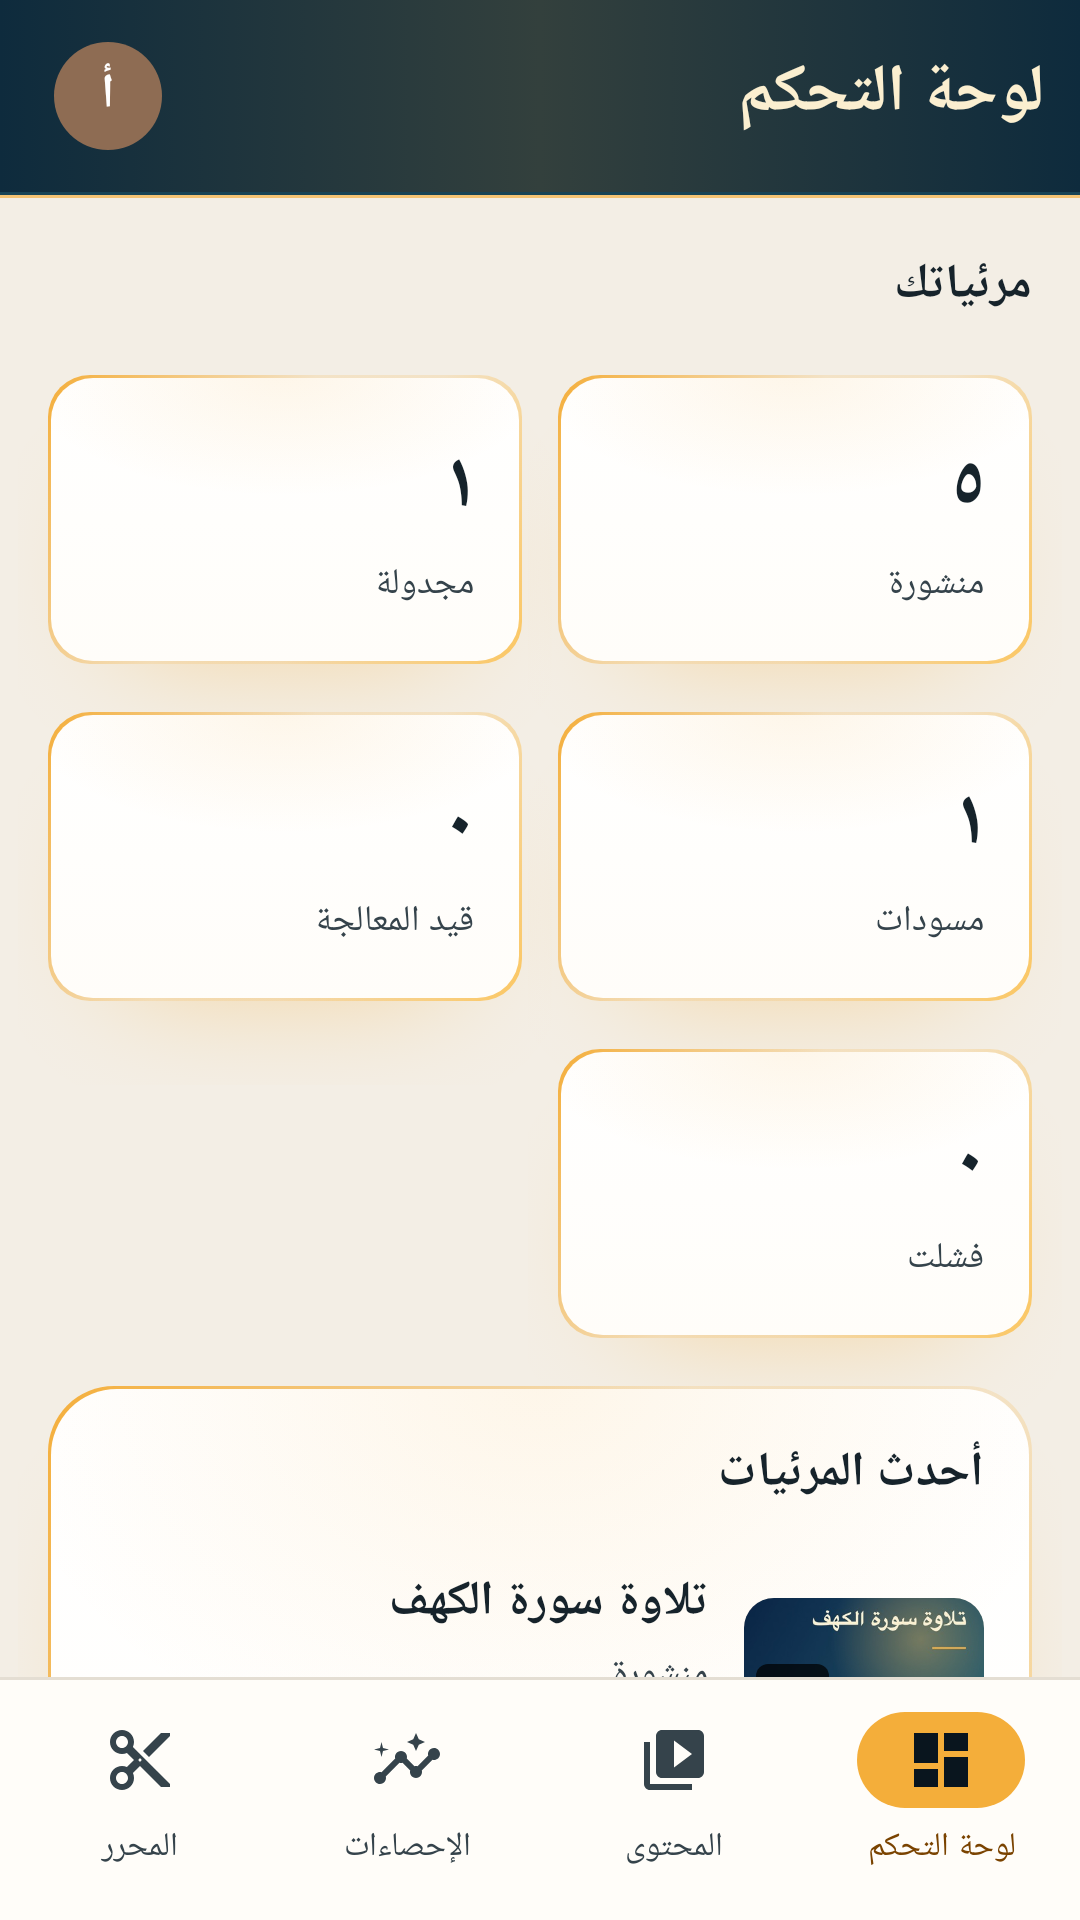 لوحة التحكم
أ
مرئياتك
٥
منشورة
١
مجدولة
١
مسودات
٠
قيد المعالجة
٠
فشلت
أحدث المرئيات
تلاوة سورة الكهف
منشورة
تلاوة سورة الكهف
لوحة التحكم
المحتوى
الإحصاءات
المحرر